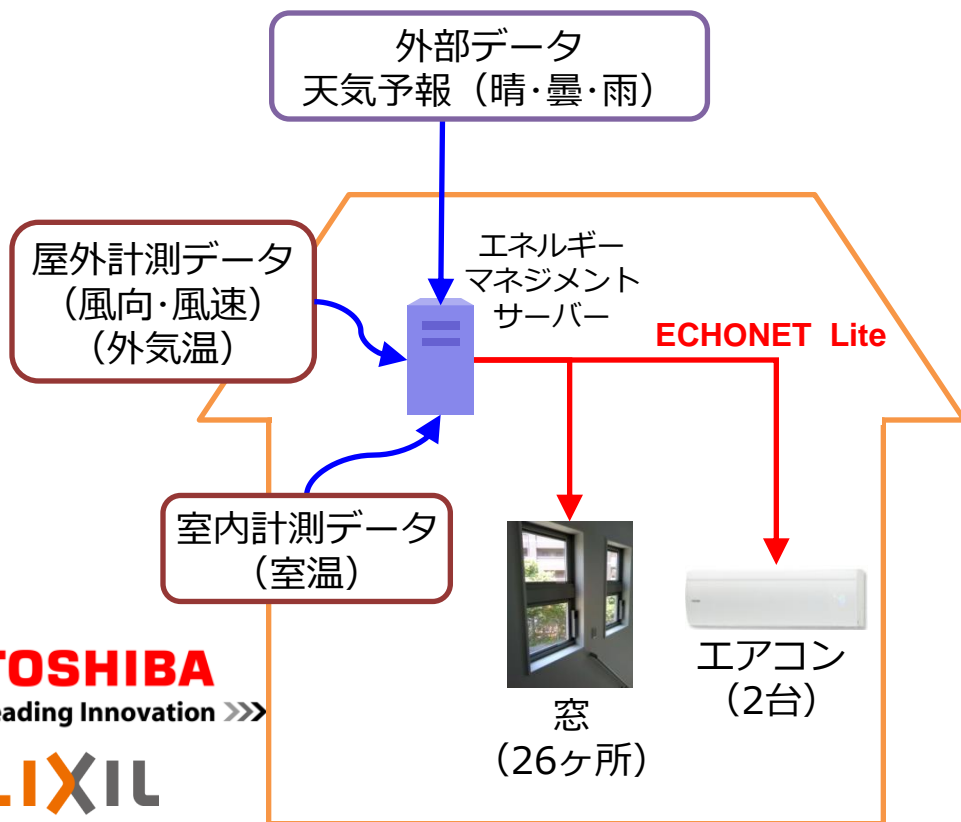 外部データ
天気予報（晴･曇･雨）
屋外計測データ
（風向･風速）
（外気温）
エネルギー
マネジメント
サーバー
ECHONET Lite
室内計測データ
（室温）
エアコン
（2台）
窓
（26ヶ所）
TOSHIBA
eading Innovation >>>
LIXIL